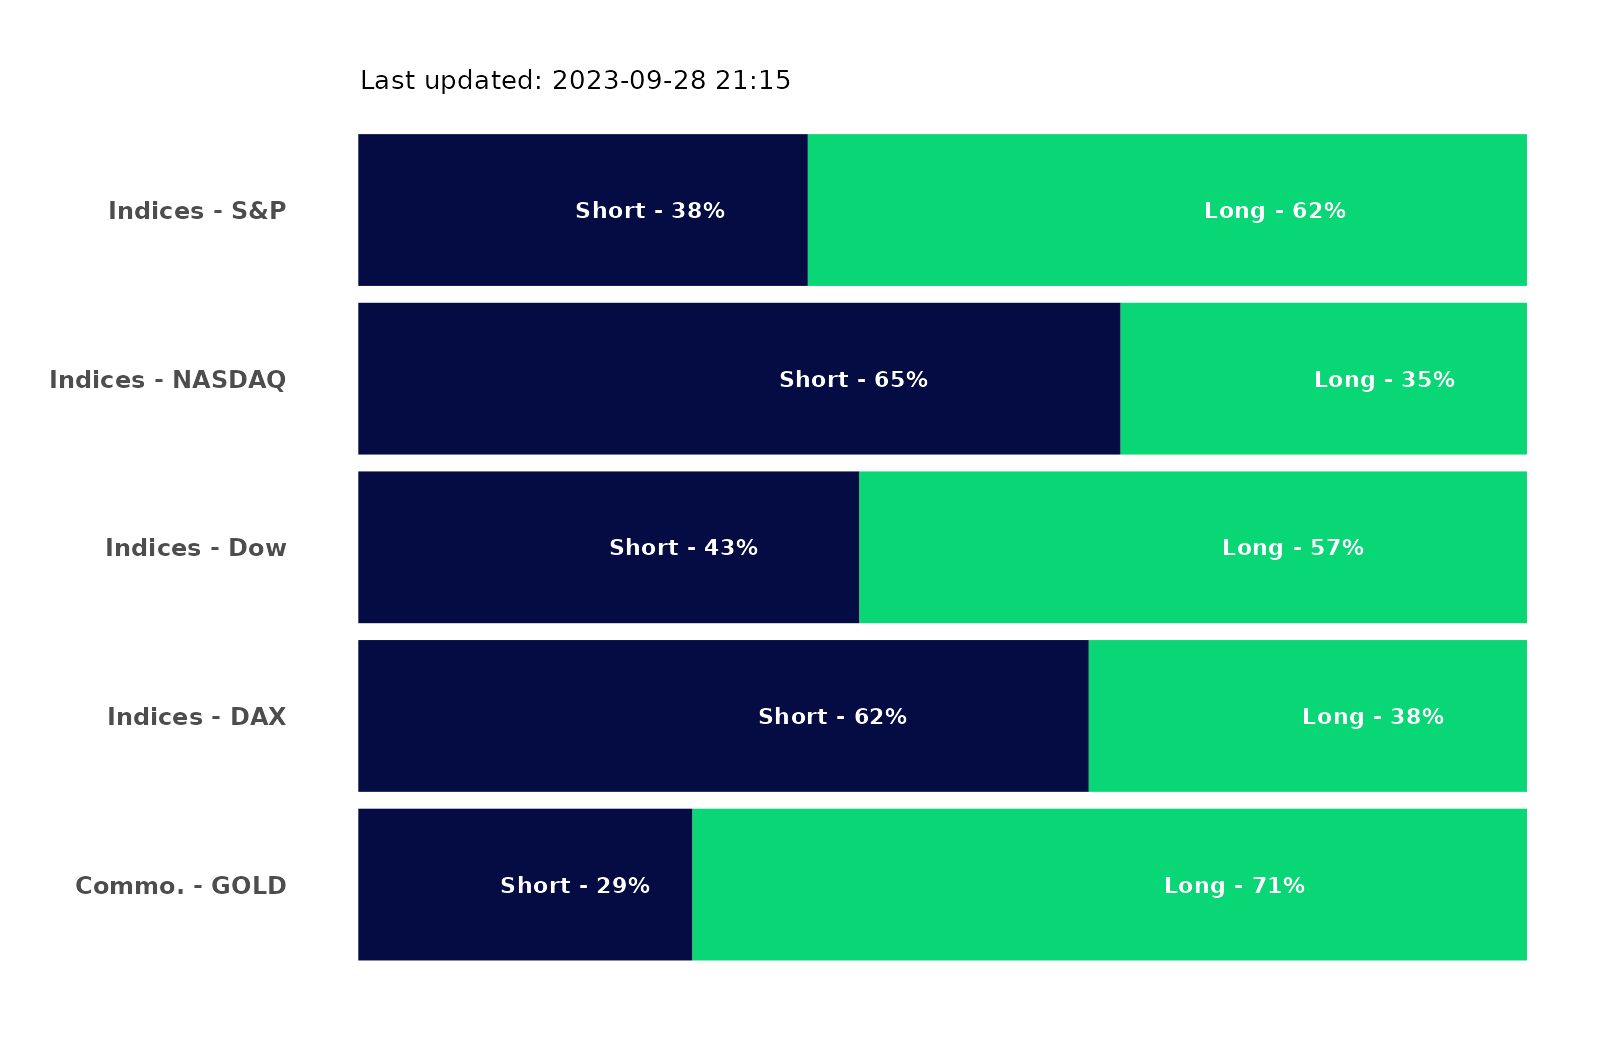 Last updated: 2023-09-28 21:15
Indices - S&P Short - 38% Long - 62%
Indices - NASDAQ Short - 65% Long - 35%
Indices - Dow Short - 43% Long - 57%
Indices - DAX Short - 62% Long - 38%
Commo. - GOLD Short - 29% Long - 71%